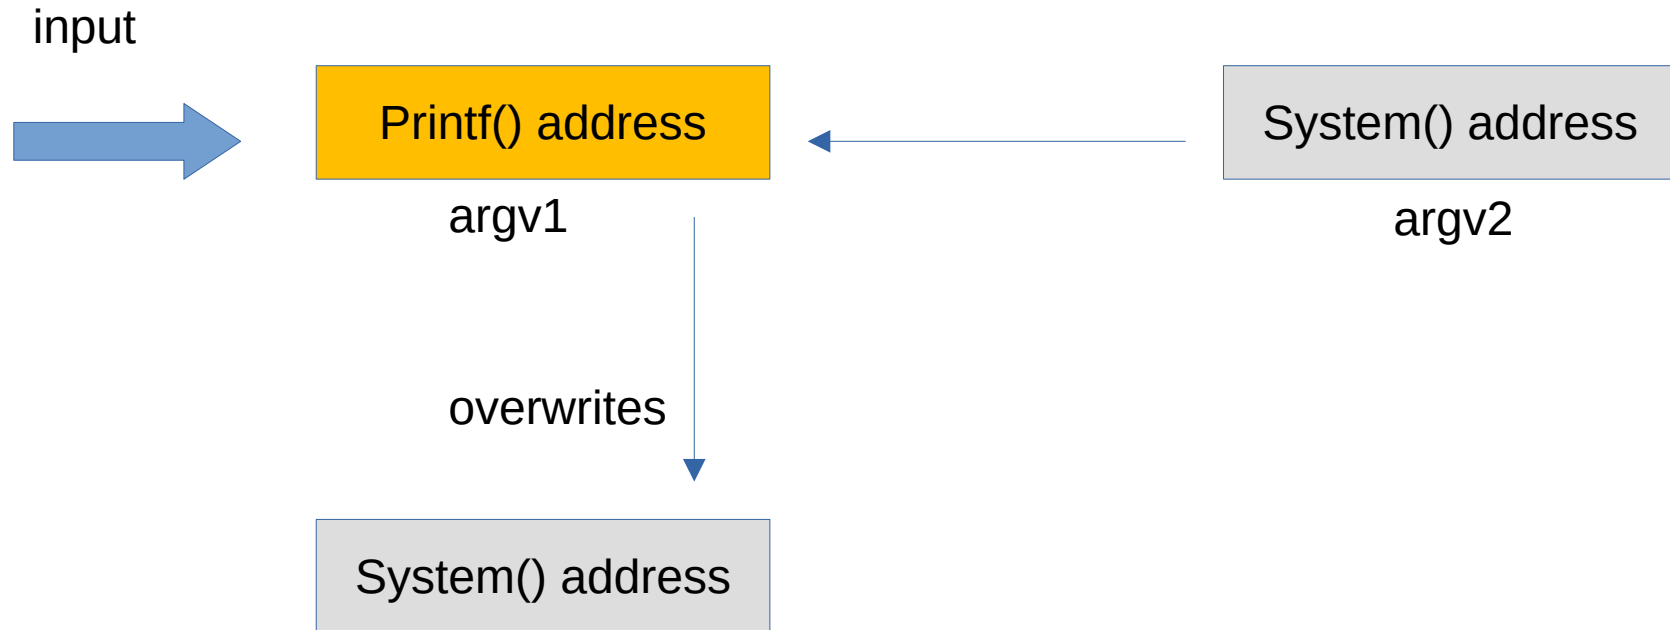 input
Printf() address
System() address
argv1
argv2
overwrites
System() address